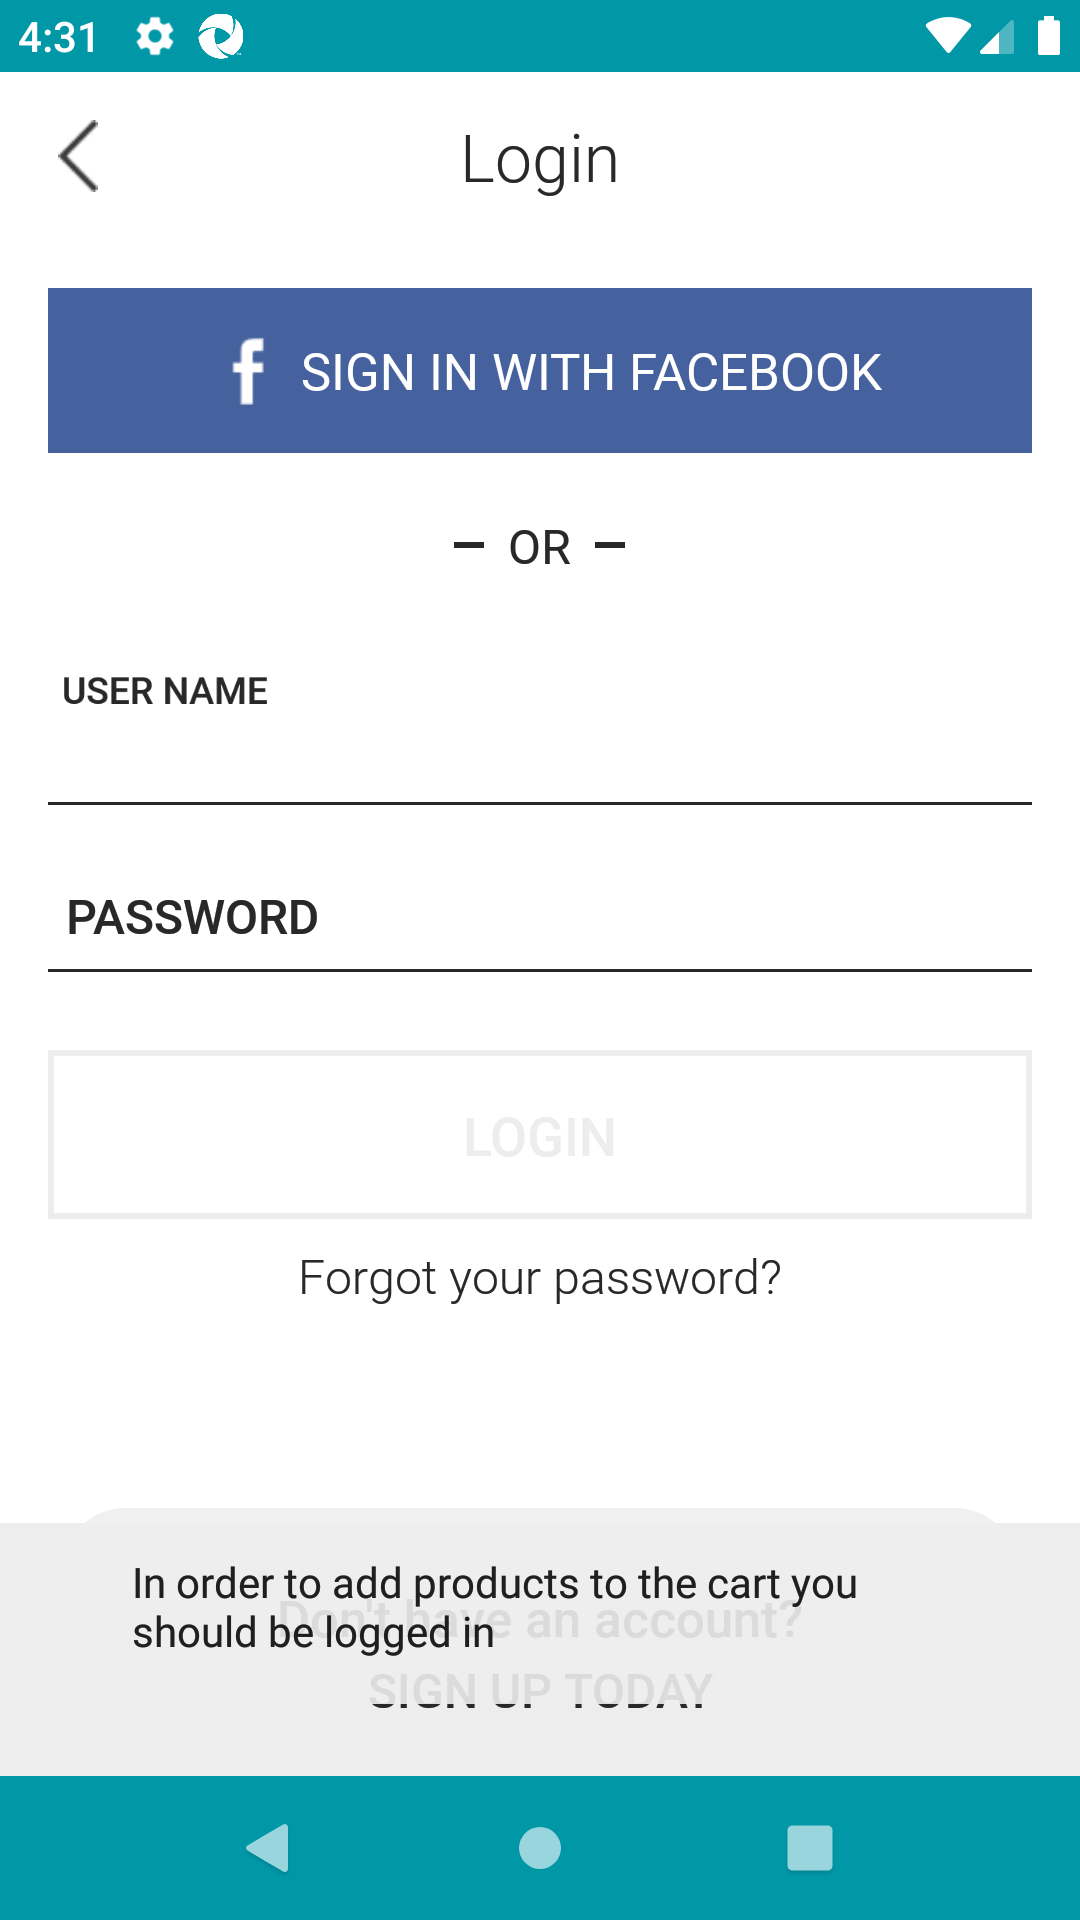 4:31
Login
SIGN IN WITH FACEBOOK
OR
USER NAME
PASSWORD
LOGIN
Forgot your password?
In order to add products to the cart you
should be logged in
Don't have an account?
SIGN UP TODAY